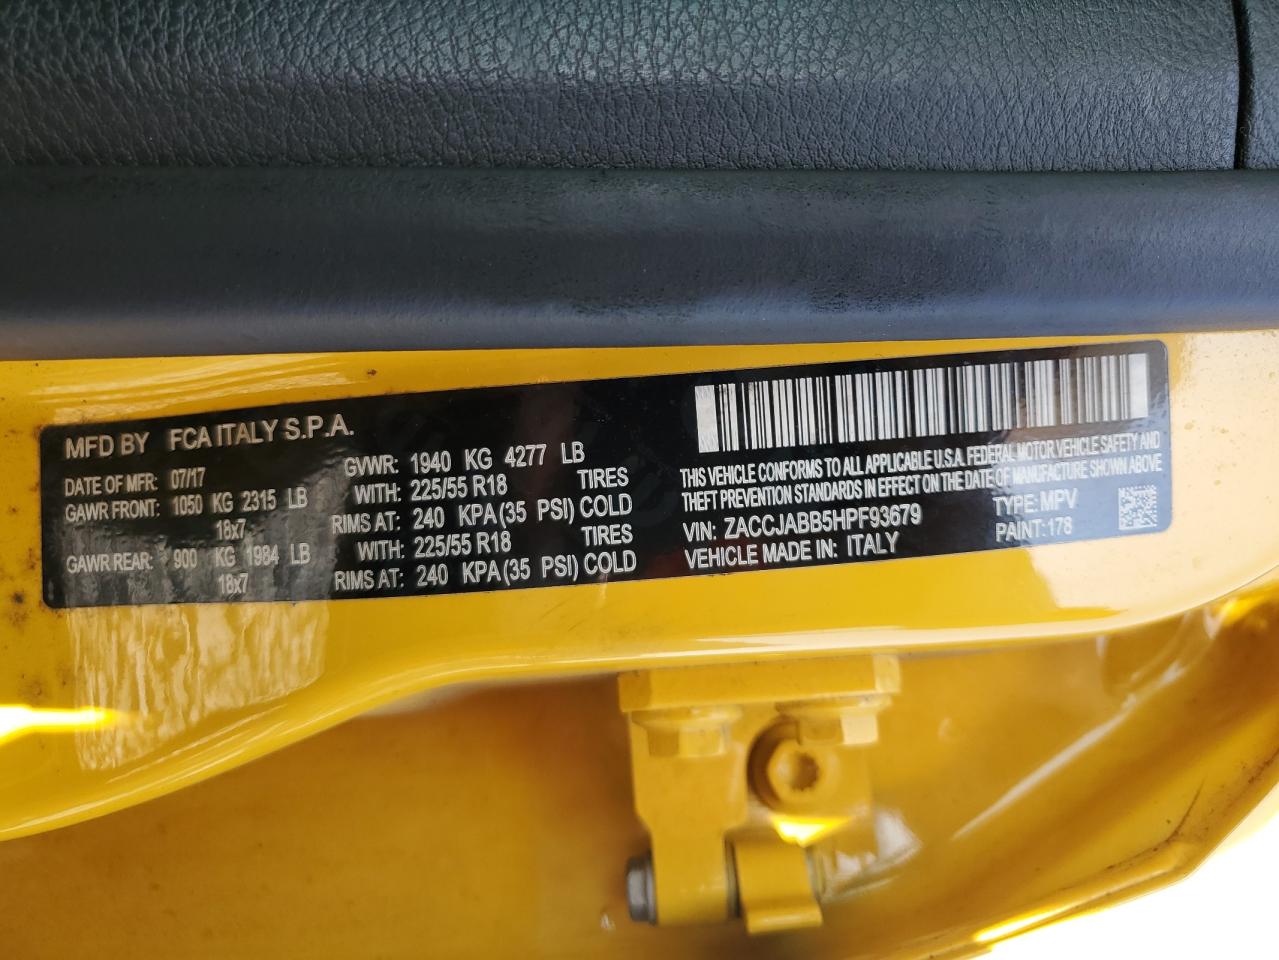 MFD BY FCA ITALY S.P.A.
DATE OF MFR: 07/17 GVWR: 1940 KG 4277 LB
GAWR FRONT: 1050 KG 2315 LB WITH: 225/55 R18 TIRES
18x7 RIMS AT: 240 KPA (35 PSI) COLD
GAWR REAR: 900 KG 1984 LB WITH: 225/55 R18 TIRES
18x7 RIMS AT: 240 KPA (35 PSI) COLD
THIS VEHICLE CONFORMS TO ALL APPLICABLE U.S.A. FEDERAL MOTOR VEHICLE SAFETY AND
THEFT PREVENTION STANDARDS IN EFFECT ON THE DATE OF MANUFACTURE SHOWN ABOVE
VIN: ZACCJABB5HPF93679 TYPE: MPV
VEHICLE MADE IN: ITALY PAINT: 178